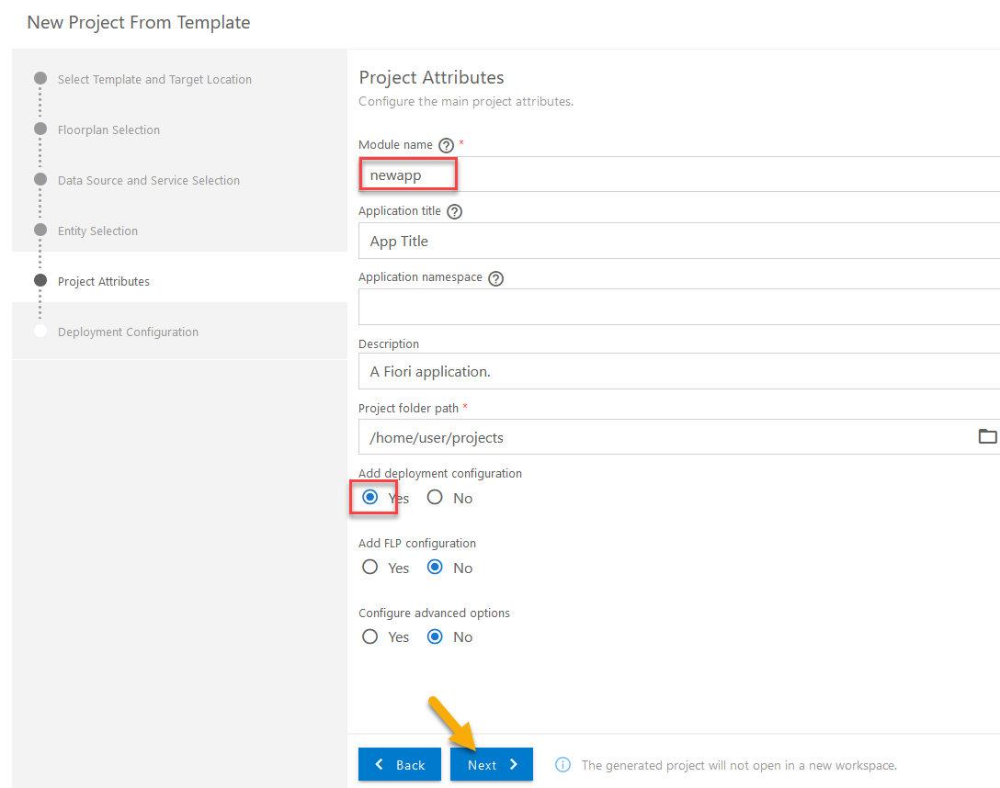 New Project From Template
Select Template and Target Location
Floorplan Selection
Data Source and Service Selection
Entity Selection
Project Attributes
Deployment Configuration
Project Attributes
Configure the main project attributes.
Module name ? *
newapp
Application title ?
App Title
Application namespace ?
Description
A Fiori application.
Project folder path *
/home/user/projects
Add deployment configuration
Yes No
Add FLP configuration
Yes No
Configure advanced options
Yes No
< Back Next > i The generated project will not open in a new workspace.